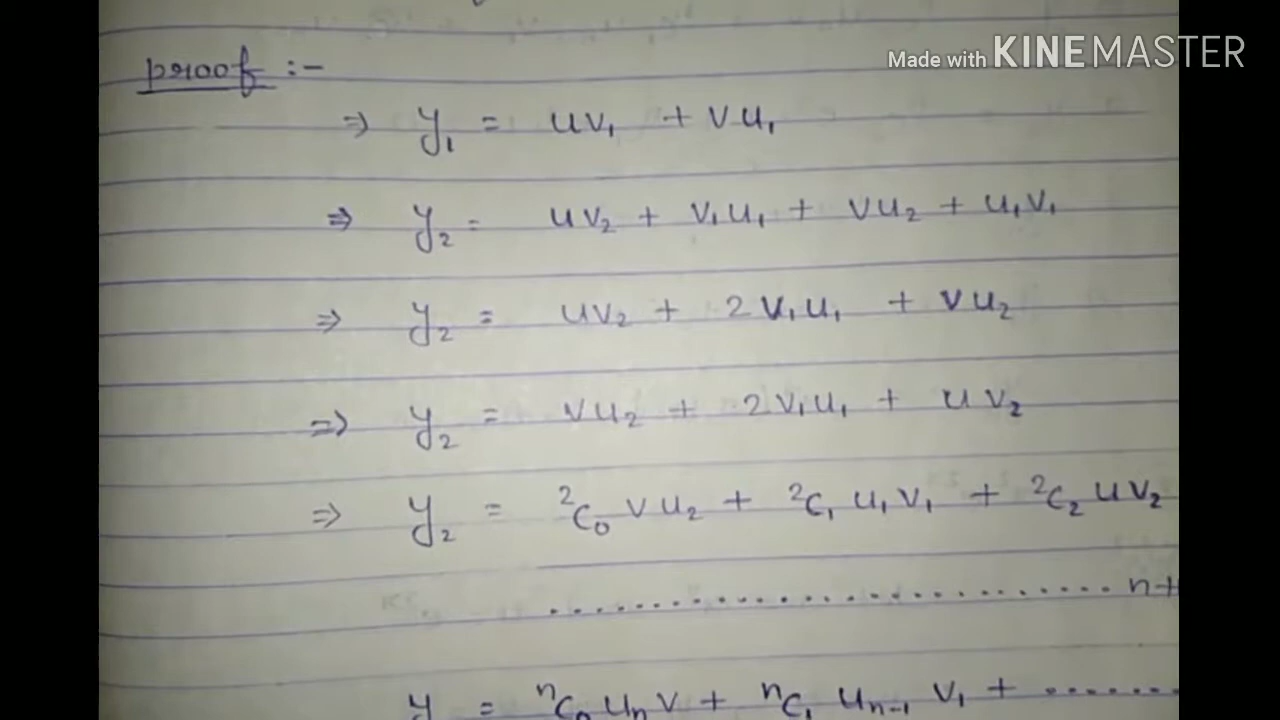 Made with KINEMASTER
proof :-
⇒ y₁ = uv₁ + vu₁
⇒ y₂ = uv₂ + v₁u₁ + vu₂ + u₁v₁
⇒ y₂ = uv₂ + 2v₁u₁ + vu₂
⇒ y₂ = vu₂ + 2v₁u₁ + uv₂
⇒ y₂ = ²C₀ vu₂ + ²C₁ u₁v₁ + ²C₂ uv₂
.............................. n+
y = ⁿC₀ uₙ v + ⁿC₁ uₙ₋₁ v₁ + .......